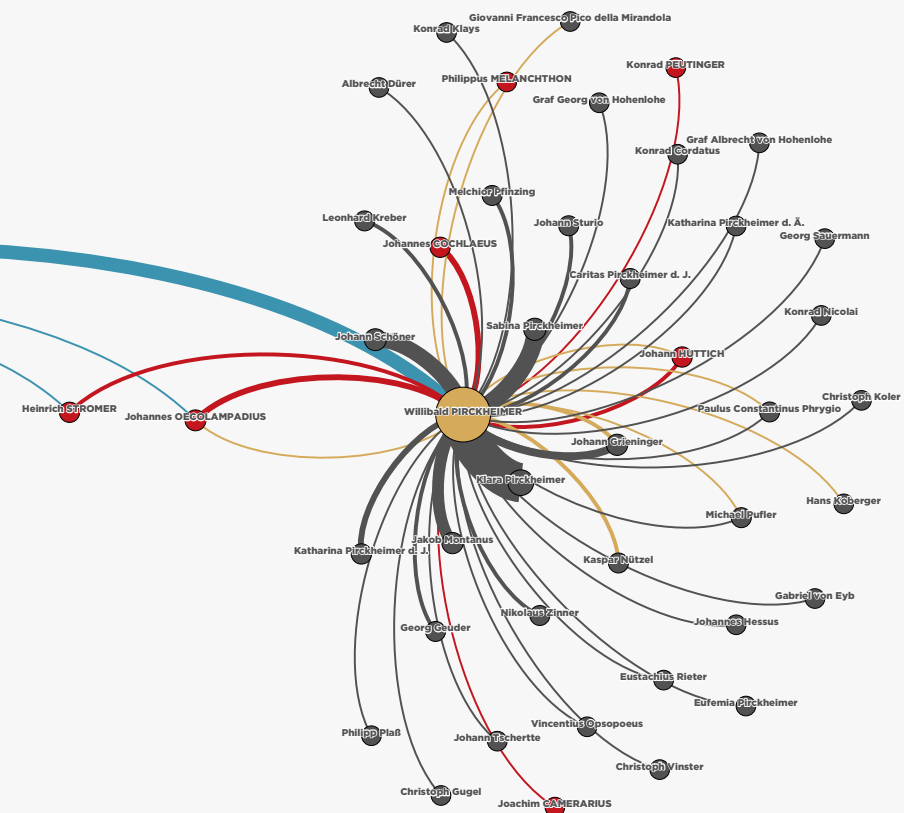 Giovanni Francesco Pico della Mirandola
Konrad Klays
Konrad PEUTINGER
Philippus MELANCHTHON
Albrecht Dürer
Graf Georg von Hohenlohe
Graf Albrecht von Hohenlohe
Konrad Cordatus
Melchior Pfinzing
Leonhard Kreber
Johann Sturio
Katharina Pirckheimer d. Ä.
Georg Sauermann
Johannes COCHLAEUS
Caritas Pirckheimer d. J.
Konrad Nicolai
Sabina Pirckheimer
Johann Schöner
Johann HUTTICH
Christoph Koler
Heinrich STROMER
Paulus Constantinus Phrygio
Willibald PIRCKHEIMER
Johannes OECOLAMPADIUS
Johann Grieninger
Klara Pirckheimer
Hans Koberger
Michael Pufler
Jakob Montanus
Katharina Pirckheimer d. J.
Kaspar Nützel
Gabriel von Eyb
Nikolaus Zinner
Johannes Hessus
Georg Geuder
Eustachius Rieter
Eufemia Pirckheimer
Vincentius Opsopoeus
Philipp Plaß
Johann Tschertte
Christoph Vinster
Christoph Gugel
Joachim CAMERARIUS